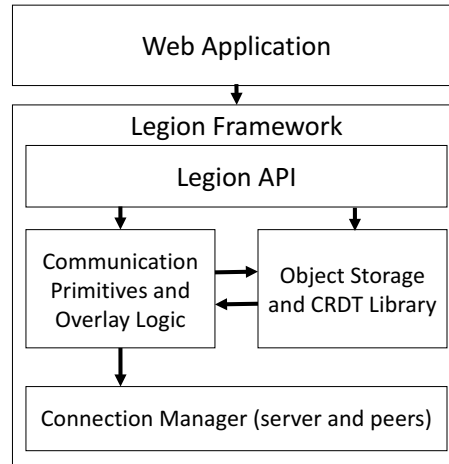 Web Application
Legion Framework
Legion API
Communication
Primitives and
Overlay Logic
Object Storage
and CRDT Library
Connection Manager (server and peers)